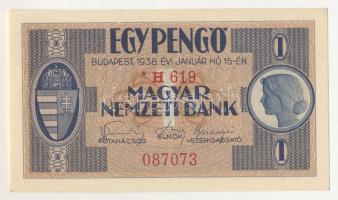 EGY PENGŐ
BUDAPEST, 1938. ÉVI JANUÁR HÓ 15-ÉN
1
* H 619
MAGYAR
NEMZETI BANK
FŐTANÁCSOS ELNÖK VEZÉRIGAZGATÓ
087073
1